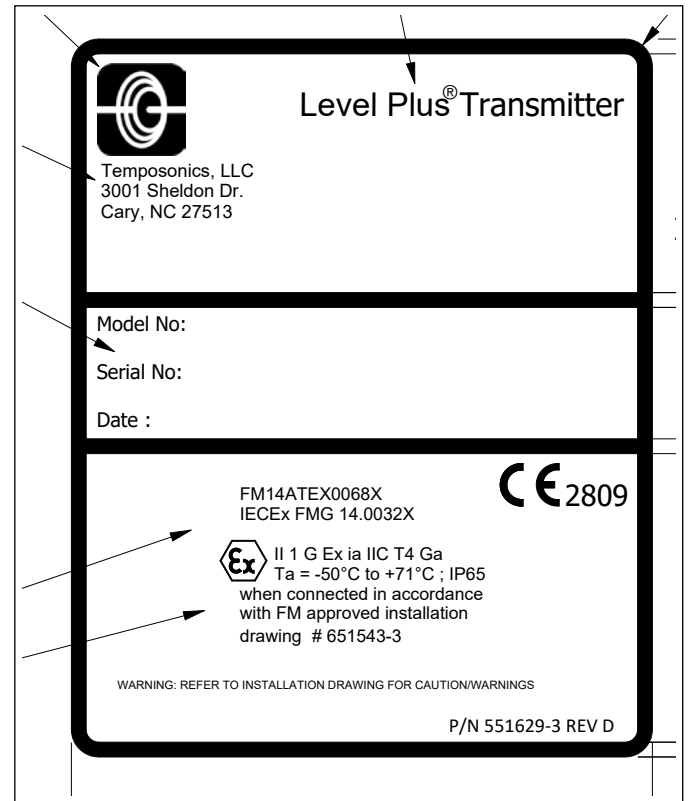 Level Plus® Transmitter
Temposonics, LLC
3001 Sheldon Dr.
Cary, NC 27513
Model No:
Serial No:
Date :
CE 2809
FM14ATEX0068X
IECEx FMG 14.0032X
Ex II 1 G Ex ia IIC T4 Ga
Ta = -50°C to +71°C ; IP65
when connected in accordance
with FM approved installation
drawing # 651543-3
WARNING: REFER TO INSTALLATION DRAWING FOR CAUTION/WARNINGS
P/N 551629-3 REV D